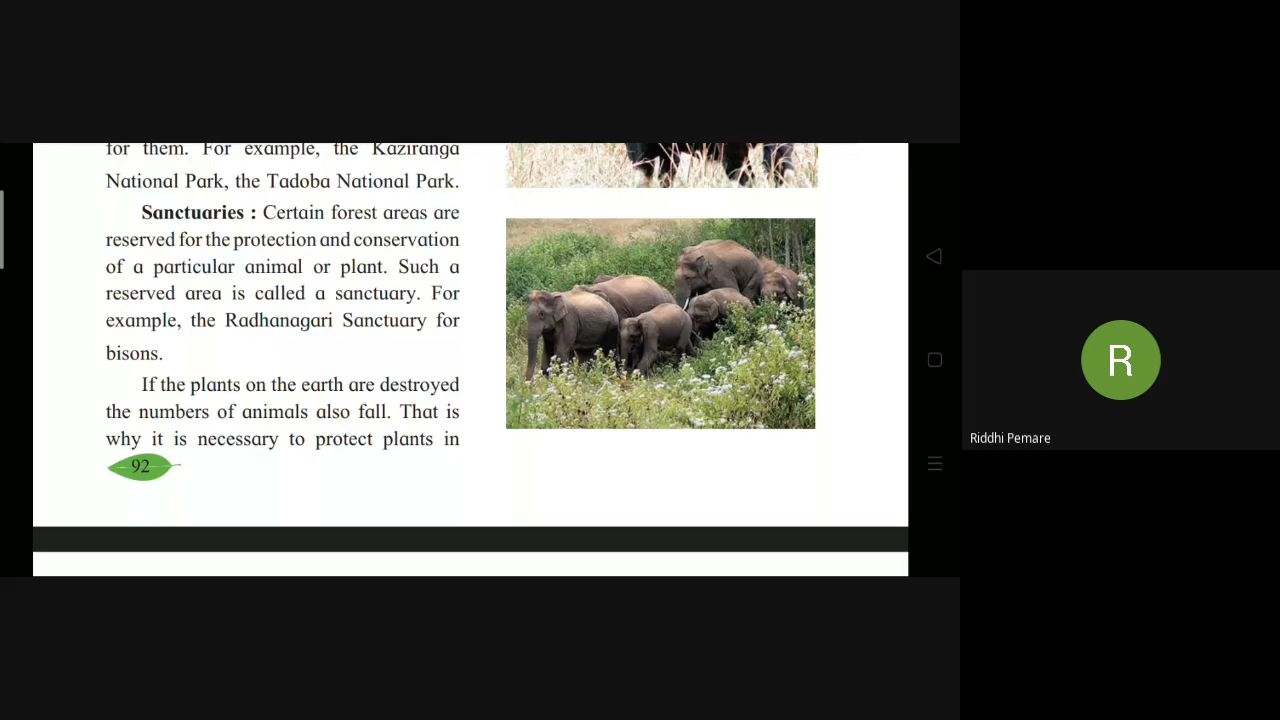 for them. For example, the Kaziranga
National Park, the Tadoba National Park.
Sanctuaries : Certain forest areas are
reserved for the protection and conservation
of a particular animal or plant. Such a
reserved area is called a sanctuary. For
example, the Radhanagari Sanctuary for
bisons.
If the plants on the earth are destroyed
the numbers of animals also fall. That is
why it is necessary to protect plants in
92
R
Riddhi Pemare